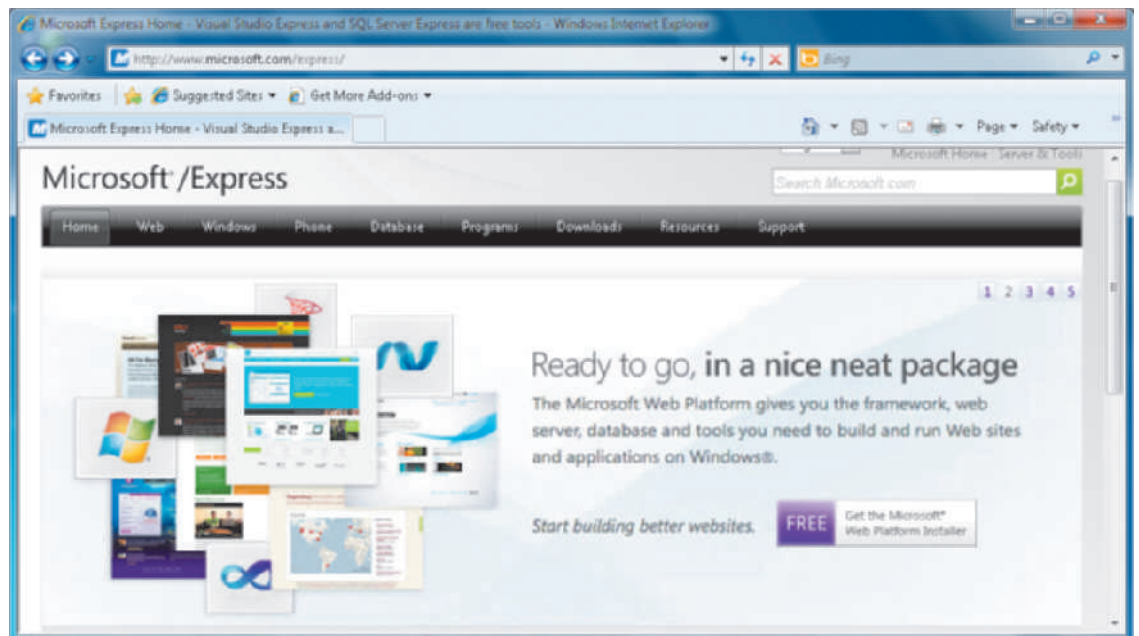 Microsoft Express Home - Visual Studio Express and SQL Server Express are free tools - Windows Internet Explorer
http://www.microsoft.com/express/
Bing
Favorites Suggested Sites Get More Add-ons
Microsoft Express Home - Visual Studio Express a...
Page Safety
Microsoft Home Server & Tools
Microsoft /Express
Search Microsoft.com
Home Web Windows Phone Database Programs Downloads Resources Support
1 2 3 4 5
Ready to go, in a nice neat package
The Microsoft Web Platform gives you the framework, web
server, database and tools you need to build and run Web sites
and applications on Windows®.
Start building better websites.
FREE
Get the Microsoft®
Web Platform Installer